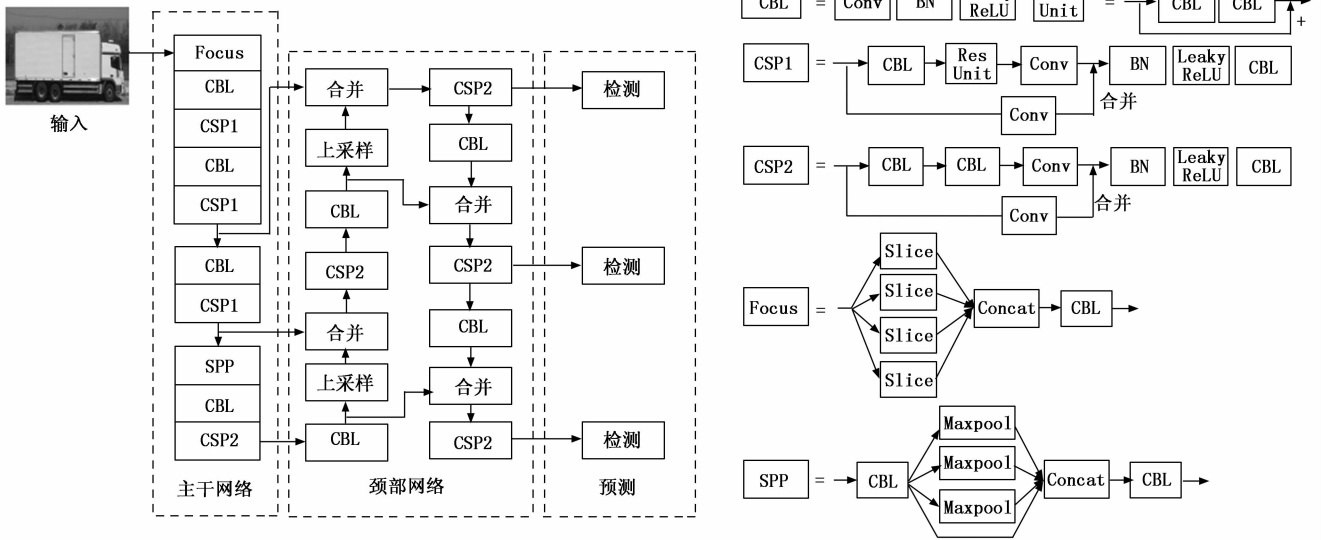 输入
Focus
CBL
CSP1
CBL
CSP1
CBL
CSP1
SPP
CBL
CSP2
主干网络
合并
上采样
CBL
CSP2
合并
上采样
CBL
CSP2
CBL
合并
CSP2
CBL
合并
CSP2
颈部网络
检测
检测
检测
预测
CBL = Conv BN ReLU Unit = CBL CBL +
CSP1 = CBL Res Unit Conv BN Leaky ReLU CBL
Conv 合并
CSP2 = CBL CBL Conv BN Leaky ReLU CBL
Conv 合并
Focus = Slice Slice Slice Slice Concat CBL
SPP = CBL Maxpool Maxpool Maxpool Concat CBL